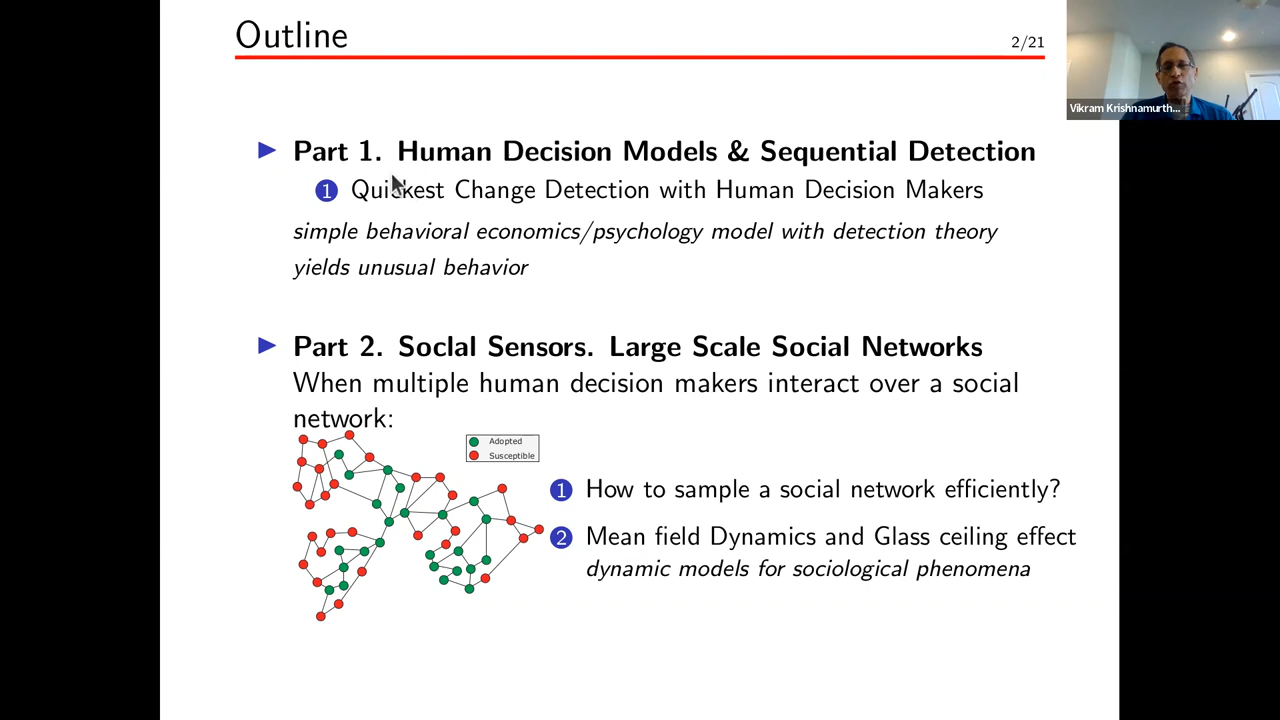 Outline
2/21
Vikram Krishnamurth...
▶ Part 1. Human Decision Models & Sequential Detection
1 Quickest Change Detection with Human Decision Makers
simple behavioral economics/psychology model with detection theory
yields unusual behavior
▶ Part 2. SocIal Sensors. Large Scale Social Networks
When multiple human decision makers interact over a social
network:
Adopted
Susceptible
1 How to sample a social network efficiently?
2 Mean field Dynamics and Glass ceiling effect
dynamic models for sociological phenomena